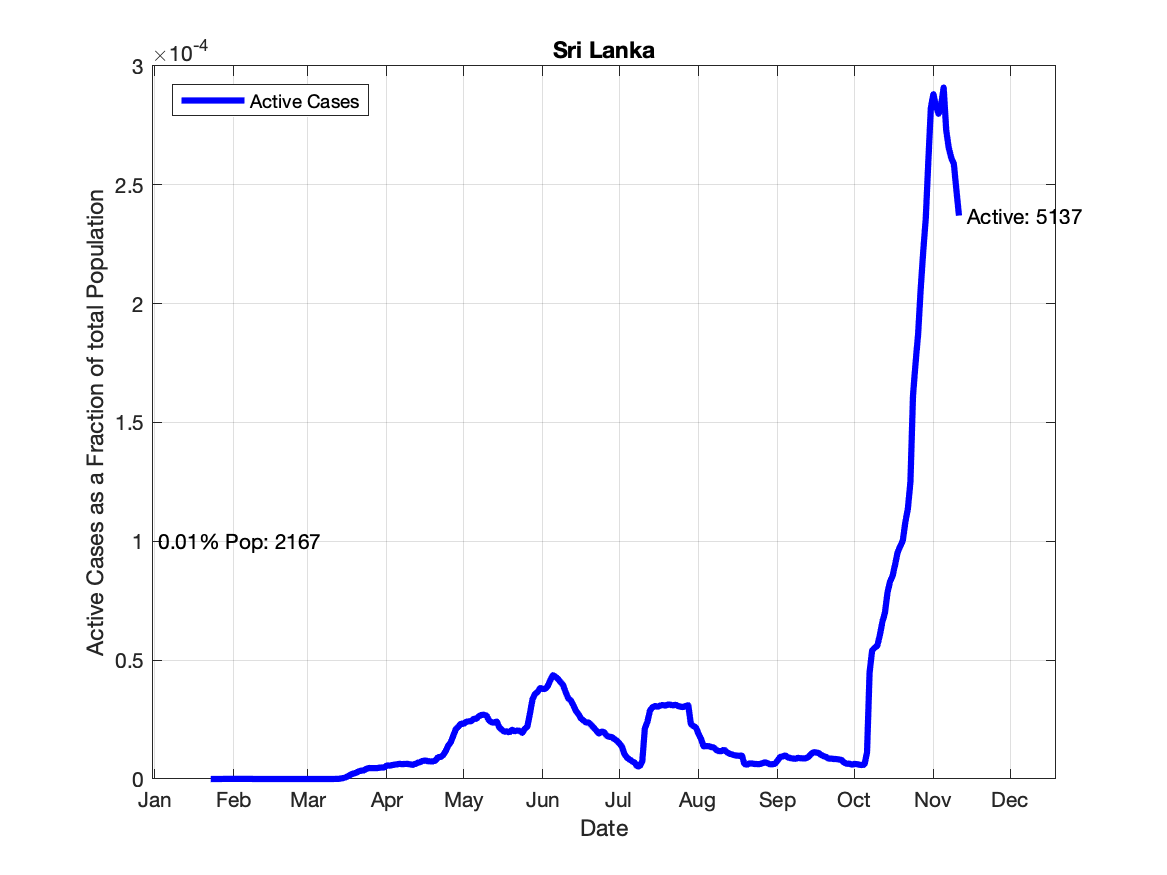 Sri Lanka
×10⁻⁴
3
Active Cases
2.5
2
1.5
1
0.5
0
0.01% Pop: 2167
Active: 5137
Active Cases as a Fraction of total Population
Jan Feb Mar Apr May Jun Jul Aug Sep Oct Nov Dec
Date